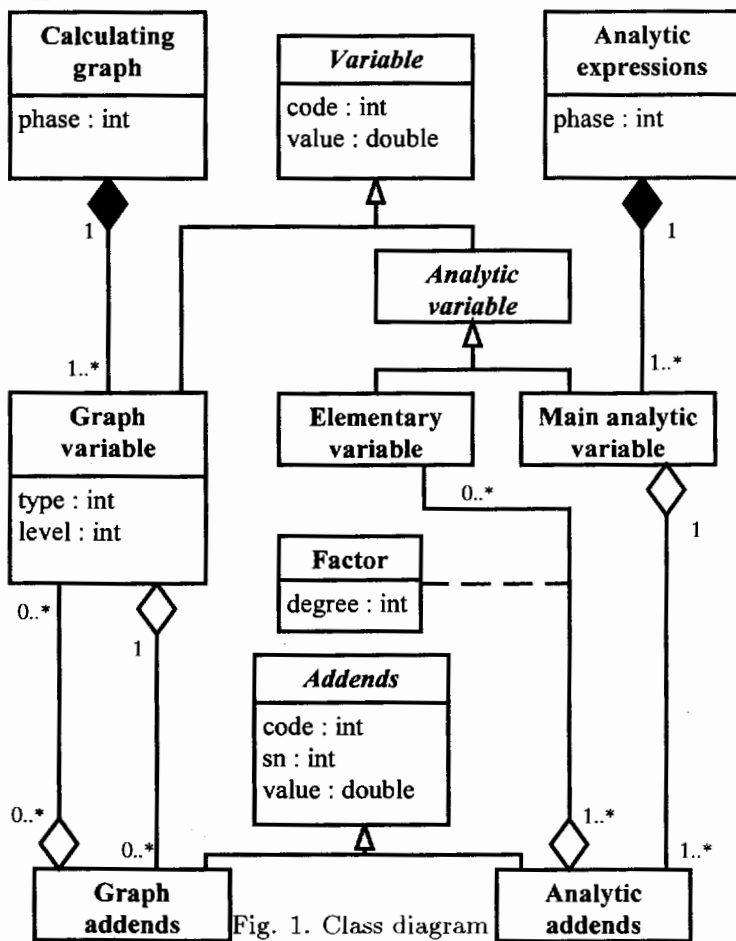 Calculating
graph
phase : int
Variable
code : int
value : double
Analytic
expressions
phase : int
1
1
Analytic
variable
1..*
1..*
Graph
variable
type : int
level : int
Elementary
variable
Main analytic
variable
0..*
1
Factor
degree : int
0..*
1
Addends
code : int
sn : int
value : double
0..*
0..*
1..*
1..*
Graph
addends
Analytic
addends
Fig. 1. Class diagram